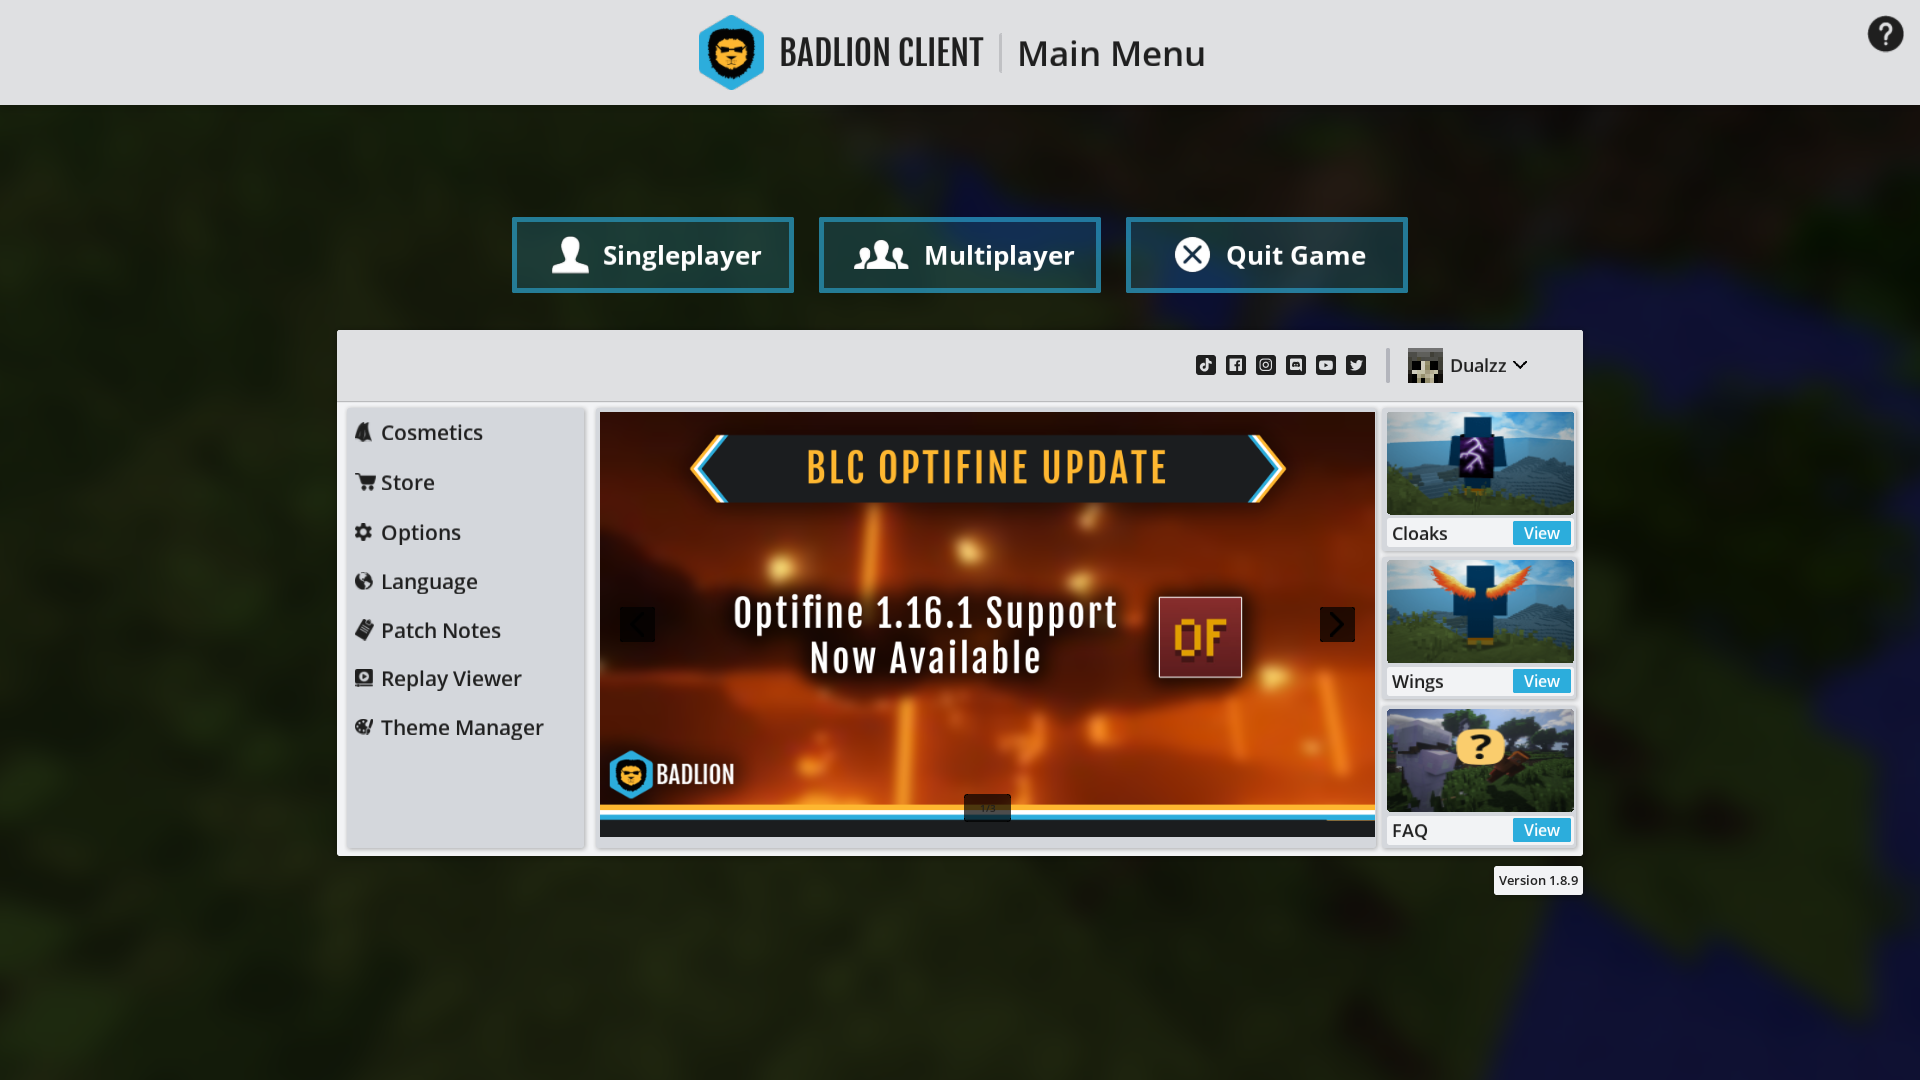 BADLION CLIENT
Main Menu
?
Singleplayer
Multiplayer
Quit Game
Dualzz
Cosmetics
Store
Options
Language
Patch Notes
Replay Viewer
Theme Manager
BLC OPTIFINE UPDATE
Optifine 1.16.1 Support
Now Available
OF
BADLION
1/3
Cloaks
View
Wings
View
?
FAQ
View
Version 1.8.9